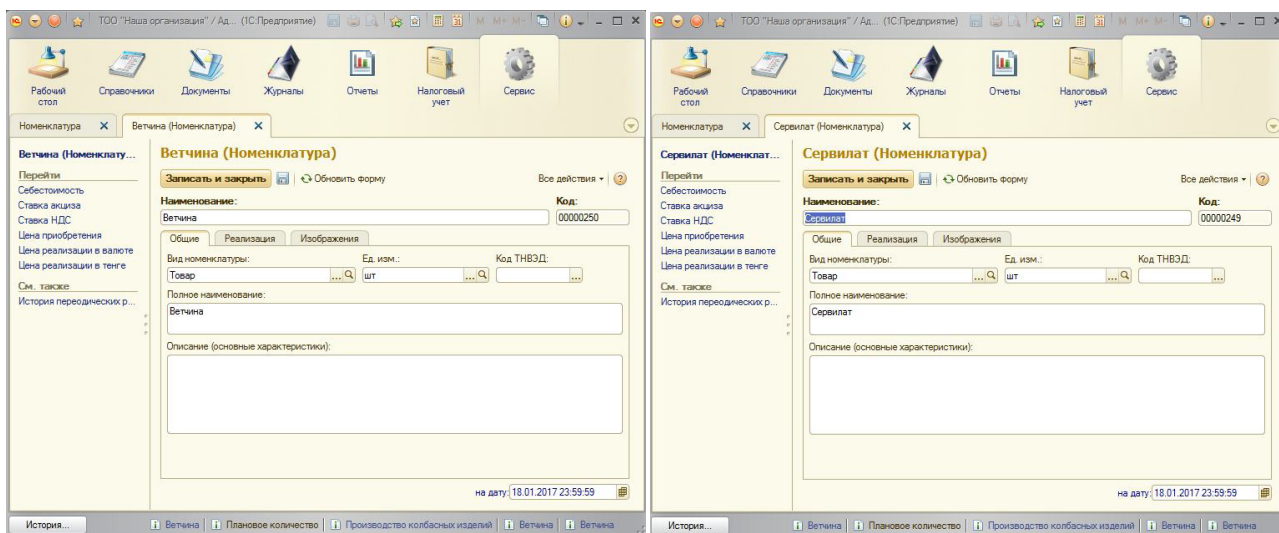 ТОО "Наша организация" / Ад... (1С:Предприятие) M M+ M-
Рабочий стол Справочники Документы Журналы Отчеты Налоговый учет Сервис
Номенклатура Ветчина (Номенклатура)
Ветчина (Номенклату... Ветчина (Номенклатура)
Перейти Записать и закрыть Обновить форму Все действия
Себестоимость
Ставка акциза Наименование: Код:
Ставка НДС Ветчина 00000250
Цена приобретения Общие Реализация Изображения
Цена реализации в валюте Вид номенклатуры: Ед. изм.: Код ТНВЭД:
Цена реализации в тенге Товар ... шт ... ...
См. также Полное наименование:
История переодических р... Ветчина
Описание (основные характеристики):
на дату: 18.01.2017 23:59:59
История... Ветчина Плановое количество Производство колбасных изделий Ветчина Ветчина
ТОО "Наша организация" / Ад... (1С:Предприятие) M M+ M-
Рабочий стол Справочники Документы Журналы Отчеты Налоговый учет Сервис
Номенклатура Сервилат (Номенклатура)
Сервилат (Номенклат... Сервилат (Номенклатура)
Перейти Записать и закрыть Обновить форму Все действия
Себестоимость
Ставка акциза Наименование: Код:
Ставка НДС Сервилат 00000249
Цена приобретения Общие Реализация Изображения
Цена реализации в валюте Вид номенклатуры: Ед. изм.: Код ТНВЭД:
Цена реализации в тенге Товар ... шт ... ...
См. также Полное наименование:
История переодических р... Сервилат
Описание (основные характеристики):
на дату: 18.01.2017 23:59:59
История... Ветчина Плановое количество Производство колбасных изделий Ветчина Ветчина